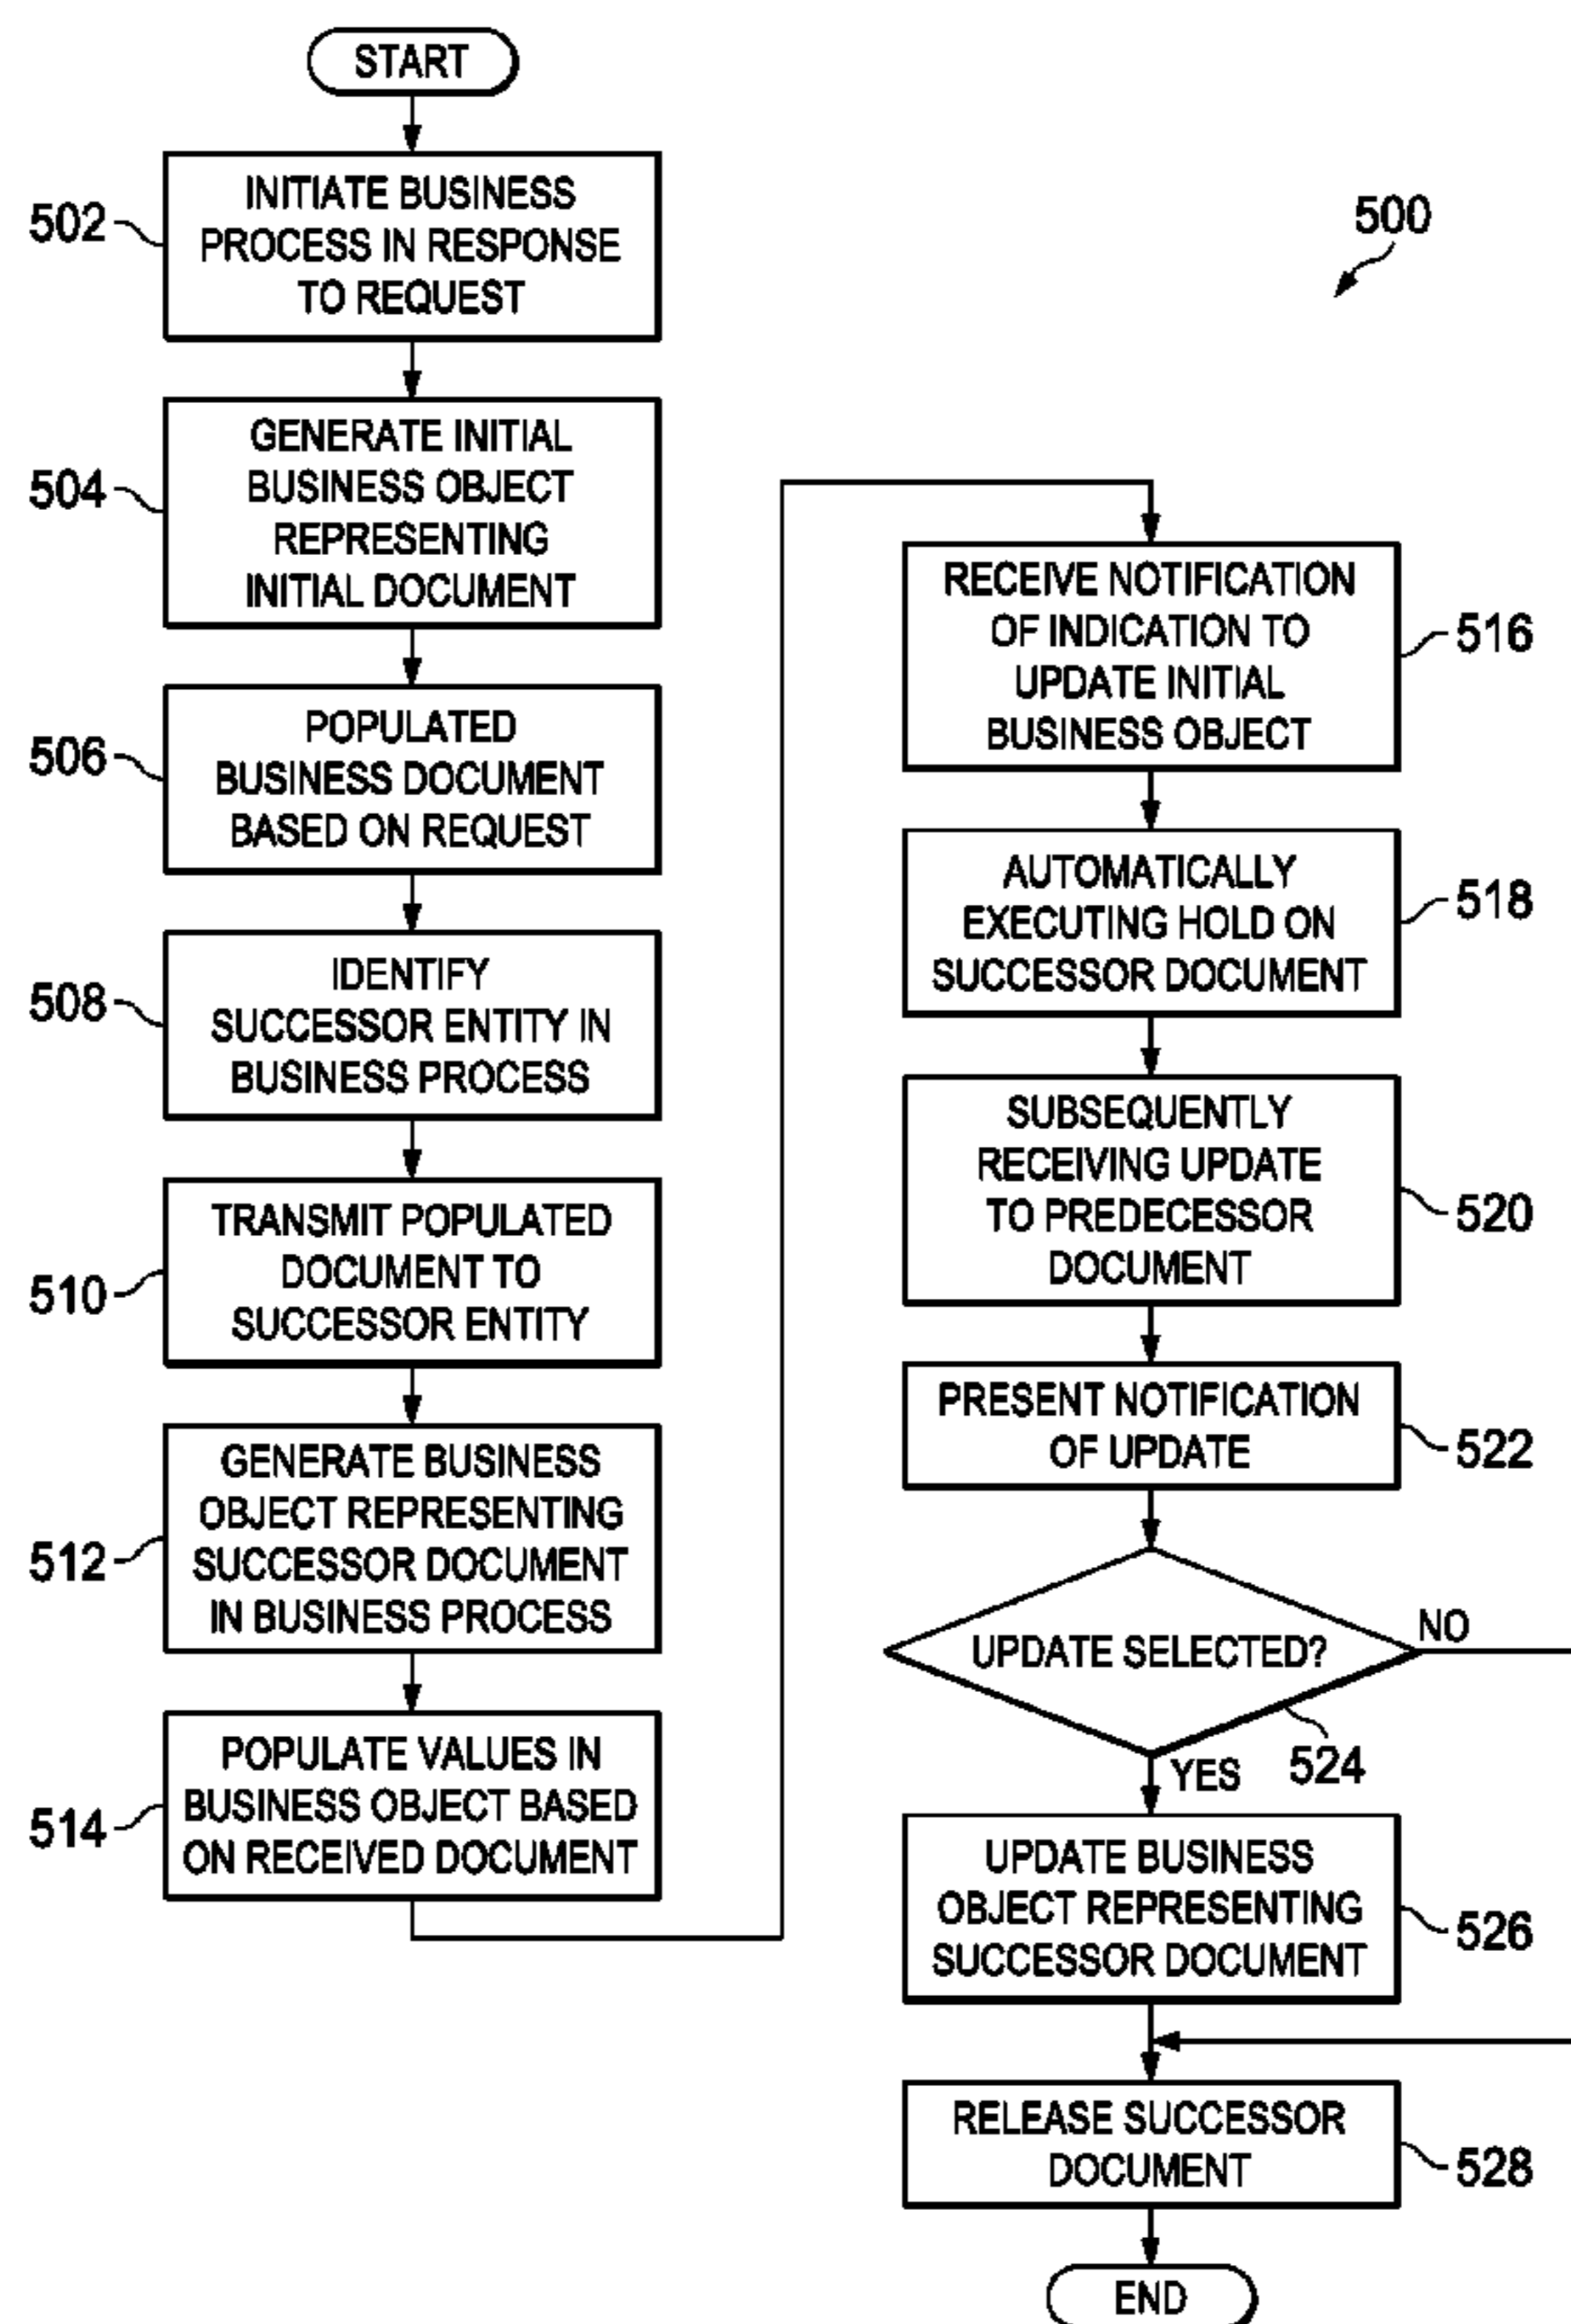 START
502
INITIATE BUSINESS
PROCESS IN RESPONSE
TO REQUEST
504
GENERATE INITIAL
BUSINESS OBJECT
REPRESENTING
INITIAL DOCUMENT
506
POPULATED
BUSINESS DOCUMENT
BASED ON REQUEST
508
IDENTIFY
SUCCESSOR ENTITY IN
BUSINESS PROCESS
510
TRANSMIT POPULATED
DOCUMENT TO
SUCCESSOR ENTITY
512
GENERATE BUSINESS
OBJECT REPRESENTING
SUCCESSOR DOCUMENT
IN BUSINESS PROCESS
514
POPULATE VALUES IN
BUSINESS OBJECT BASED
ON RECEIVED DOCUMENT
500
RECEIVE NOTIFICATION
OF INDICATION TO
UPDATE INITIAL
BUSINESS OBJECT
516
AUTOMATICALLY
EXECUTING HOLD ON
SUCCESSOR DOCUMENT
518
SUBSEQUENTLY
RECEIVING UPDATE
TO PREDECESSOR
DOCUMENT
520
PRESENT NOTIFICATION
OF UPDATE
522
UPDATE SELECTED?
NO
YES
524
UPDATE BUSINESS
OBJECT REPRESENTING
SUCCESSOR DOCUMENT
526
RELEASE SUCCESSOR
DOCUMENT
528
END